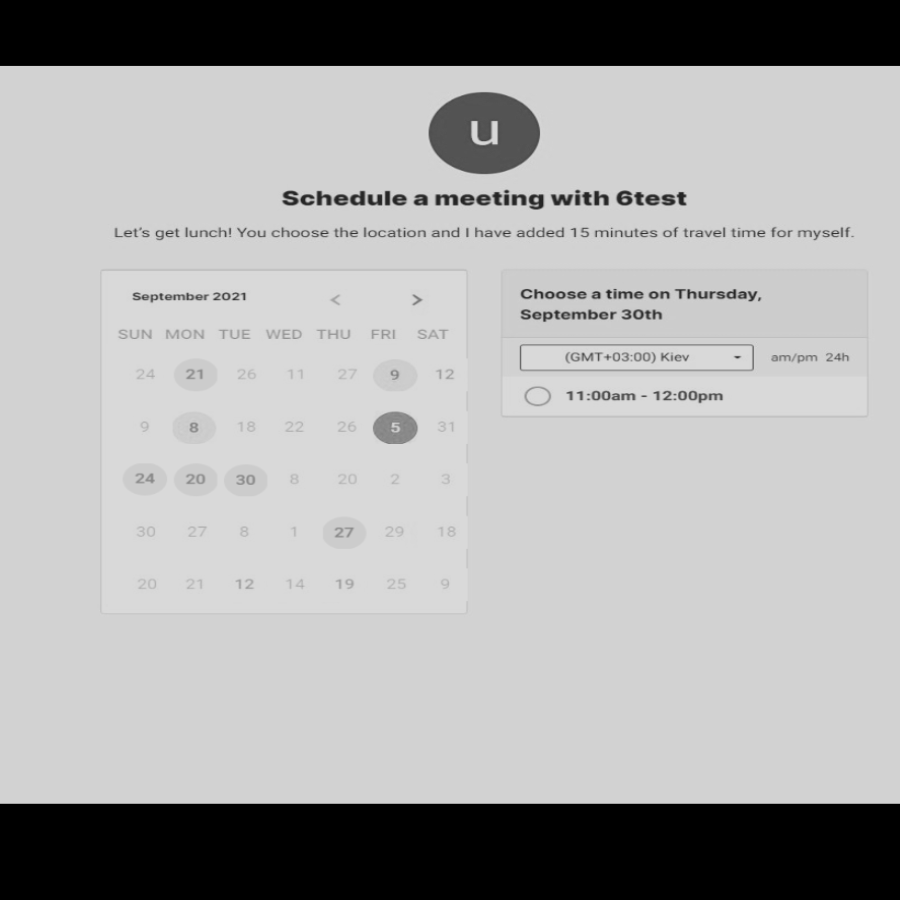 u
Schedule a meeting with 6test
Let's get lunch! You choose the location and I have added 15 minutes of travel time for myself.
September 2021 < >
SUN MON TUE WED THU FRI SAT
24 21 26 11 27 9 12
9 8 18 22 26 5 31
24 20 30 8 20 2 3
30 27 8 1 27 29 18
20 21 12 14 19 25 9
Choose a time on Thursday,
September 30th
(GMT+03:00) Kiev am/pm 24h
11:00am - 12:00pm